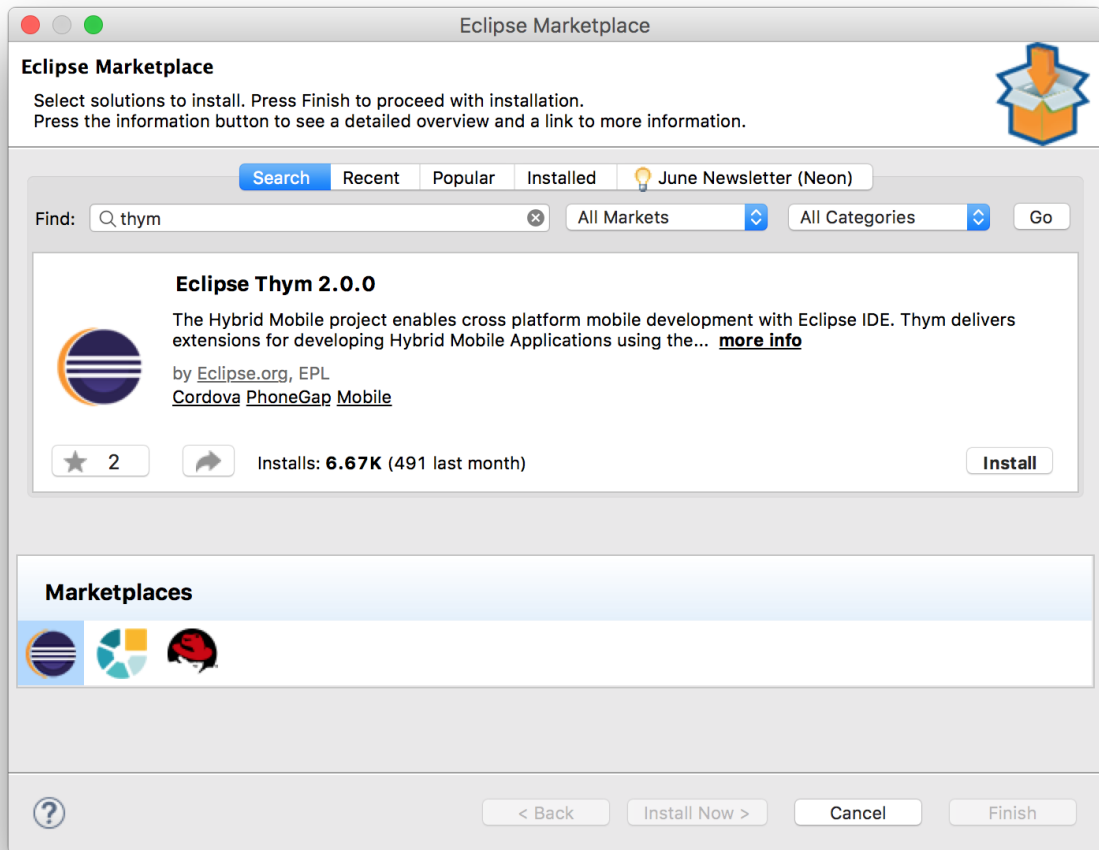 Eclipse Marketplace
Eclipse Marketplace
Select solutions to install. Press Finish to proceed with installation.
Press the information button to see a detailed overview and a link to more information.
Search Recent Popular Installed June Newsletter (Neon)
Find: thym All Markets All Categories Go
Eclipse Thym 2.0.0
The Hybrid Mobile project enables cross platform mobile development with Eclipse IDE. Thym delivers
extensions for developing Hybrid Mobile Applications using the... more info
by Eclipse.org, EPL
Cordova PhoneGap Mobile
2 Installs: 6.67K (491 last month) Install
Marketplaces
? < Back Install Now > Cancel Finish